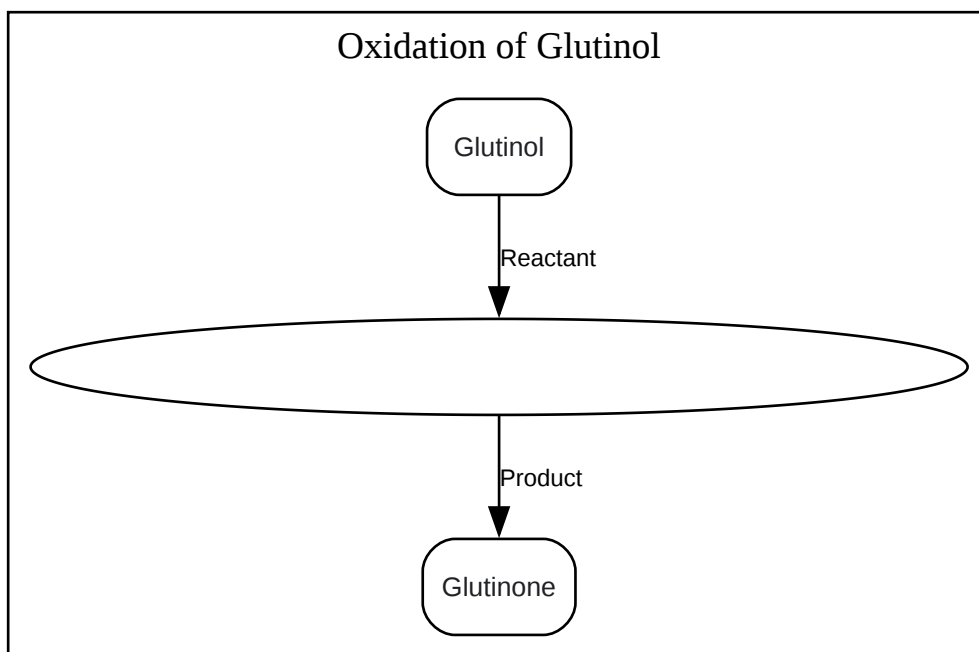 Oxidation of Glutinol
Glutinol
Reactant
Product
Glutinone